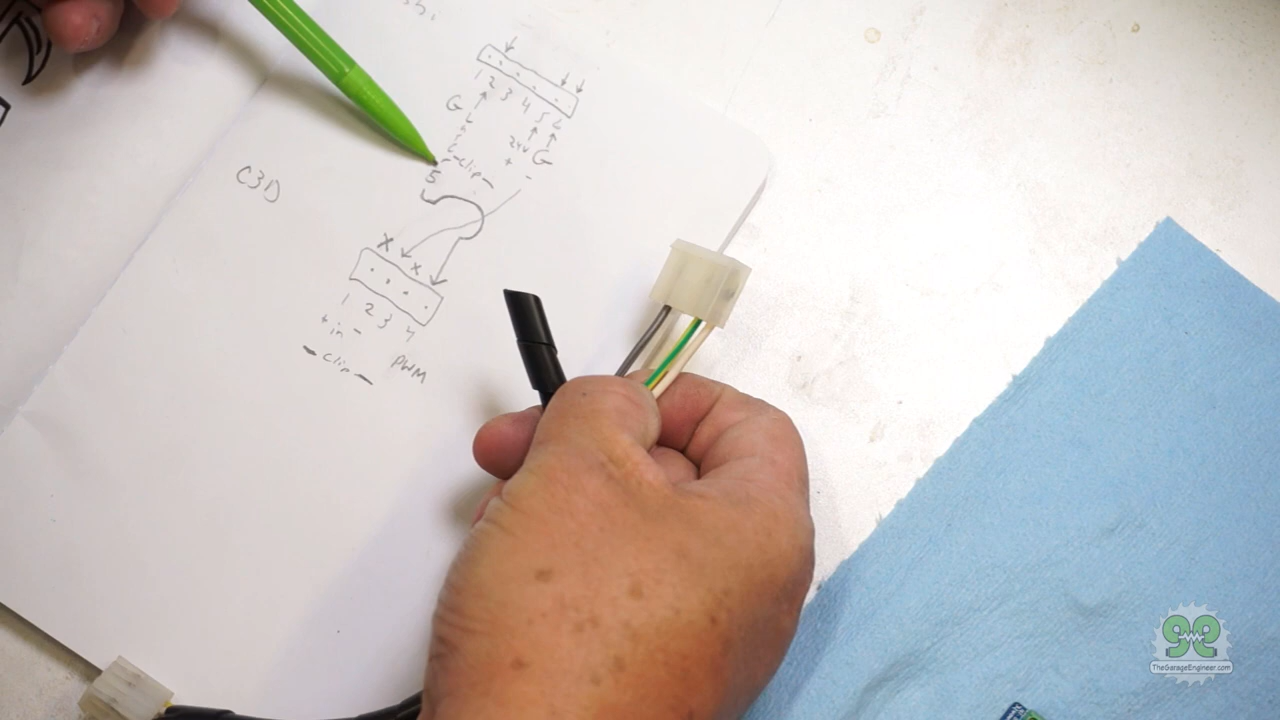 1 2 3 4 5 6
G
L
24V
G
+
-
clip
5
C3D
X
X
1 2 3 4
+ in -
- clip -
PWM
TheGarageEngineer.com